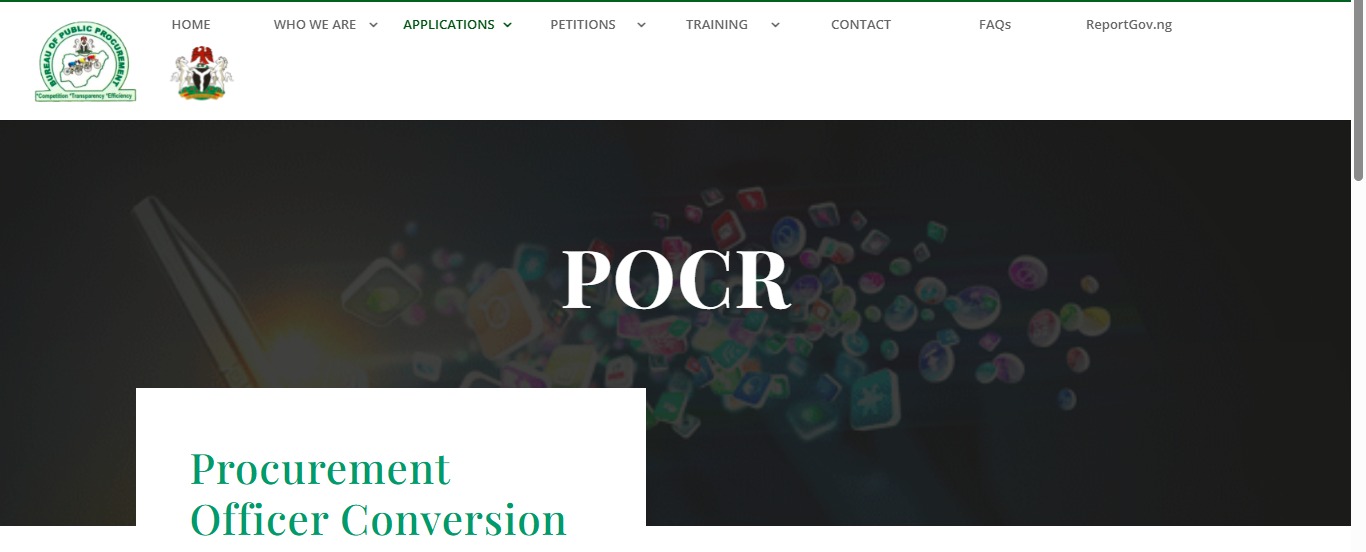 HOME WHO WE ARE APPLICATIONS PETITIONS TRAINING CONTACT FAQs ReportGov.ng
BUREAU OF PUBLIC PROCUREMENT
*Competition *Transparency *Efficiency
POCR
Procurement
Officer Conversion